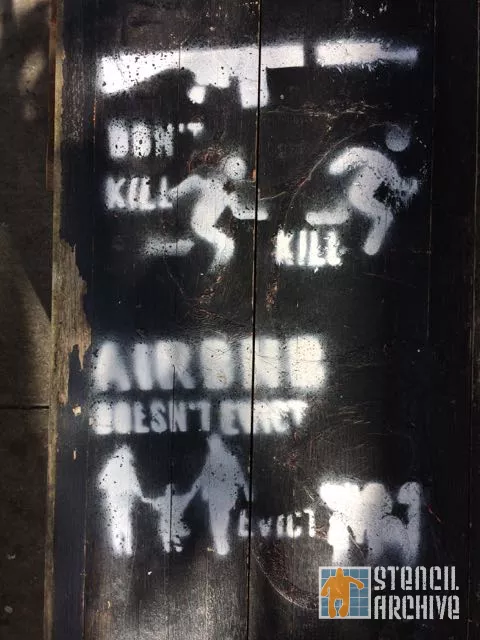 DON'T
KILL
KILL
AIRBNB
DOESN'T EVICT
EVICT
STENCIL
ARCHIVE